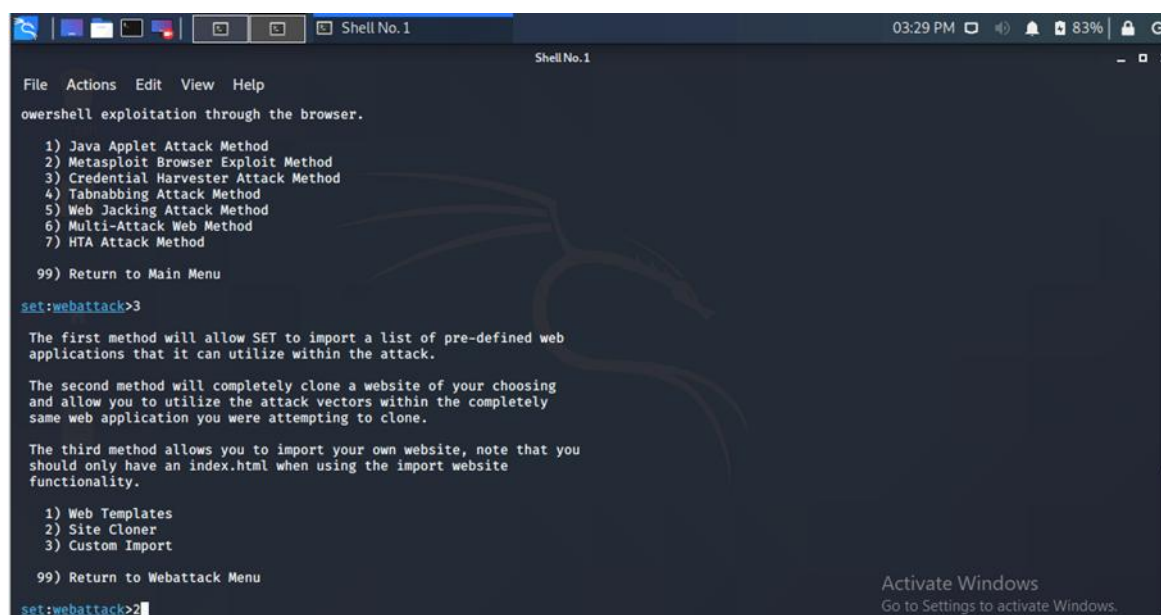 Shell No. 1
03:29 PM
83%
Shell No. 1
File Actions Edit View Help
owershell exploitation through the browser.
1) Java Applet Attack Method
2) Metasploit Browser Exploit Method
3) Credential Harvester Attack Method
4) Tabnabbing Attack Method
5) Web Jacking Attack Method
6) Multi-Attack Web Method
7) HTA Attack Method
99) Return to Main Menu
set:webattack>3
The first method will allow SET to import a list of pre-defined web
applications that it can utilize within the attack.
The second method will completely clone a website of your choosing
and allow you to utilize the attack vectors within the completely
same web application you were attempting to clone.
The third method allows you to import your own website, note that you
should only have an index.html when using the import website
functionality.
1) Web Templates
2) Site Cloner
3) Custom Import
99) Return to Webattack Menu
set:webattack>2
Activate Windows
Go to Settings to activate Windows.